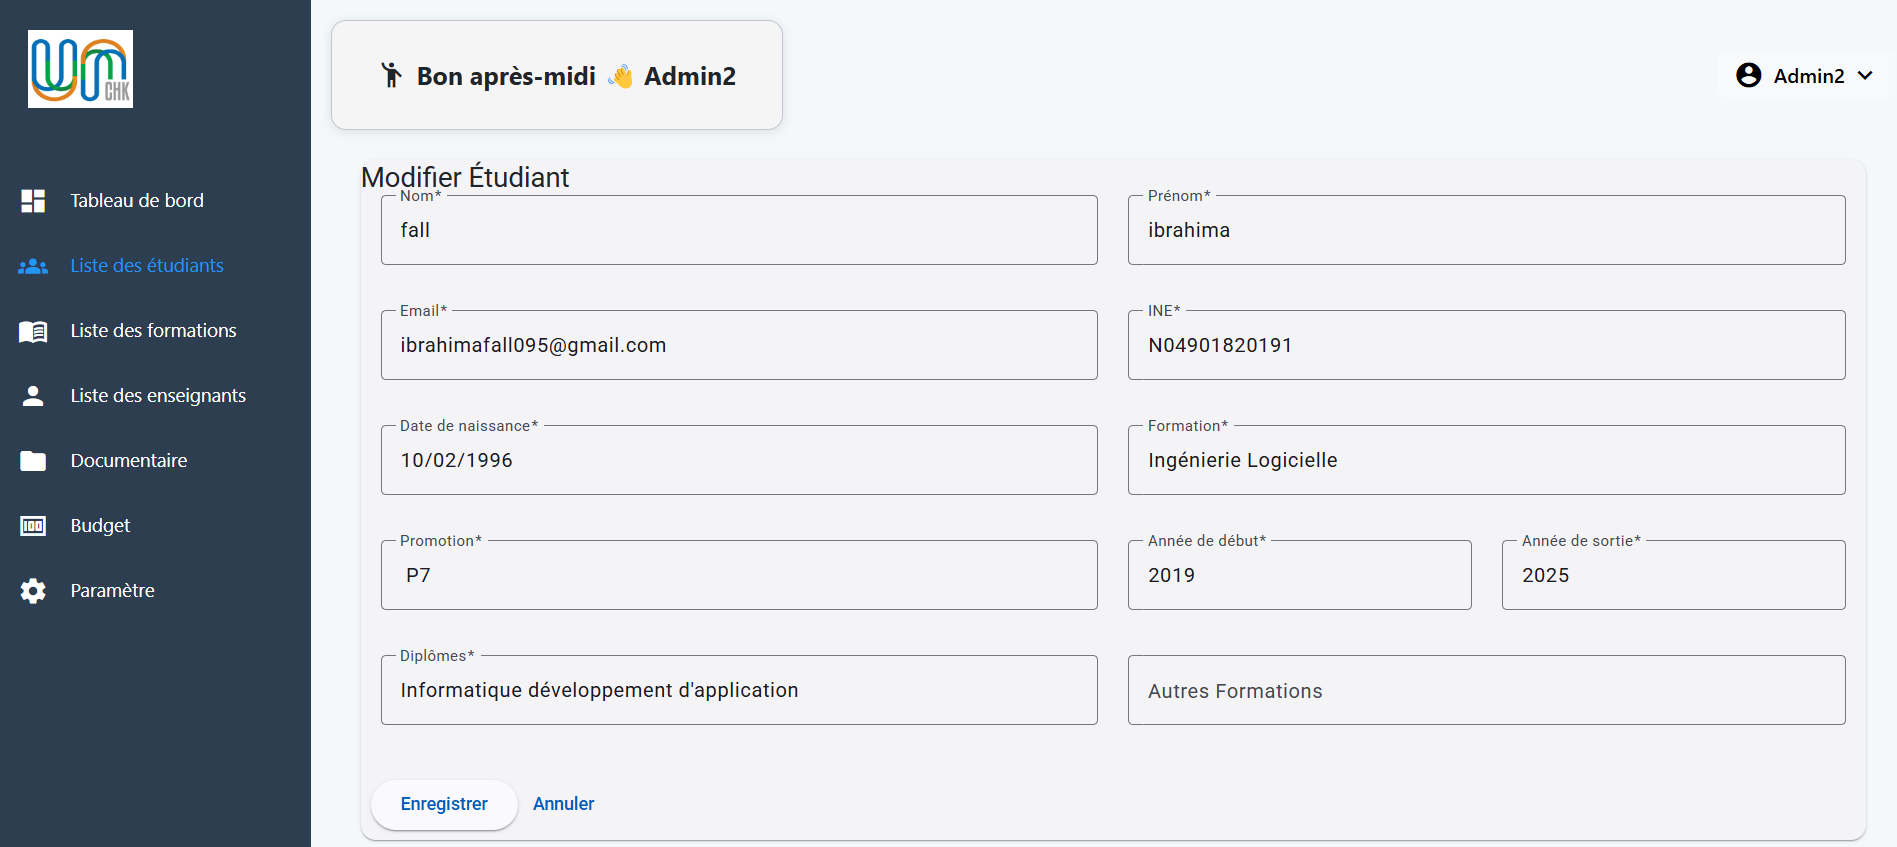 CHK
Bon après-midi 👋 Admin2
Admin2
Tableau de bord
Liste des étudiants
Liste des formations
Liste des enseignants
Documentaire
Budget
Paramètre
Modifier Étudiant
Nom*
fall
Prénom*
ibrahima
Email*
ibrahimafall095@gmail.com
INE*
N04901820191
Date de naissance*
10/02/1996
Formation*
Ingénierie Logicielle
Promotion*
P7
Année de début*
2019
Année de sortie*
2025
Diplômes*
Informatique développement d'application
Autres Formations
Enregistrer
Annuler